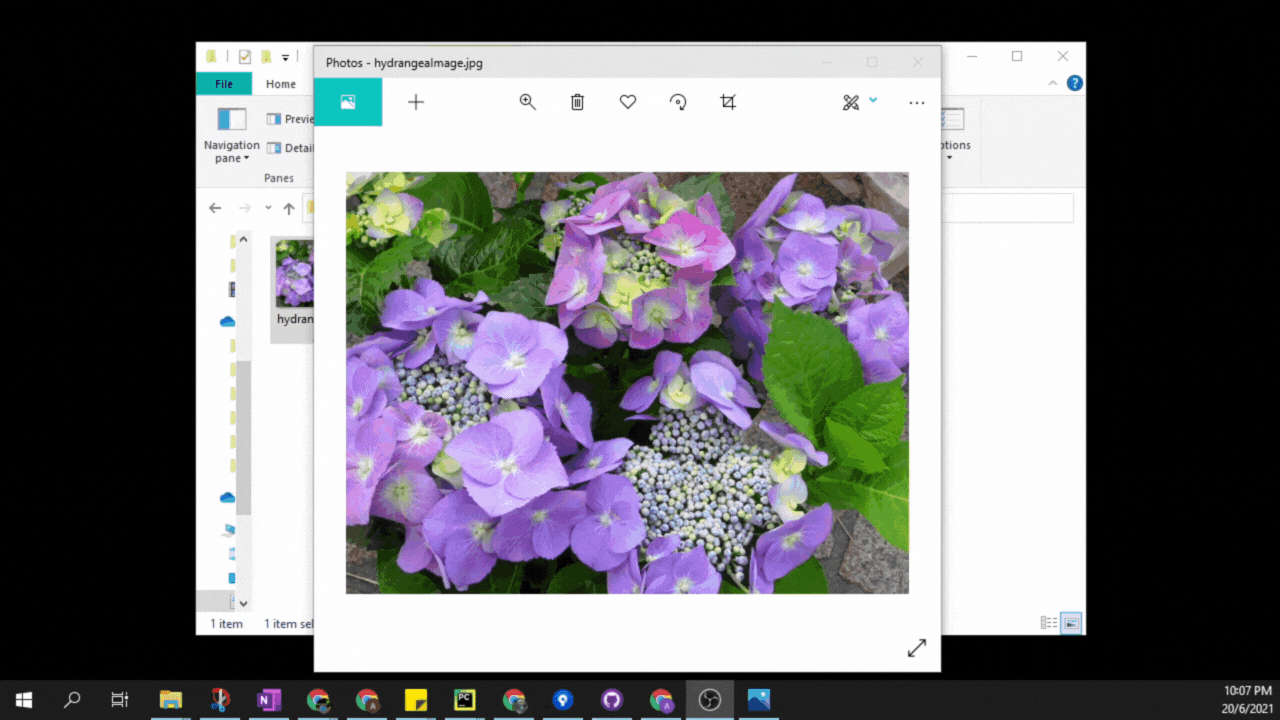 Photos - hydrangeaImage.jpg
File
Home
Navigation
pane
Previe
Detail
Panes
ptions
hydran
1 item
1 item sel
N
PC
A
A
10:07 PM
20/6/2021